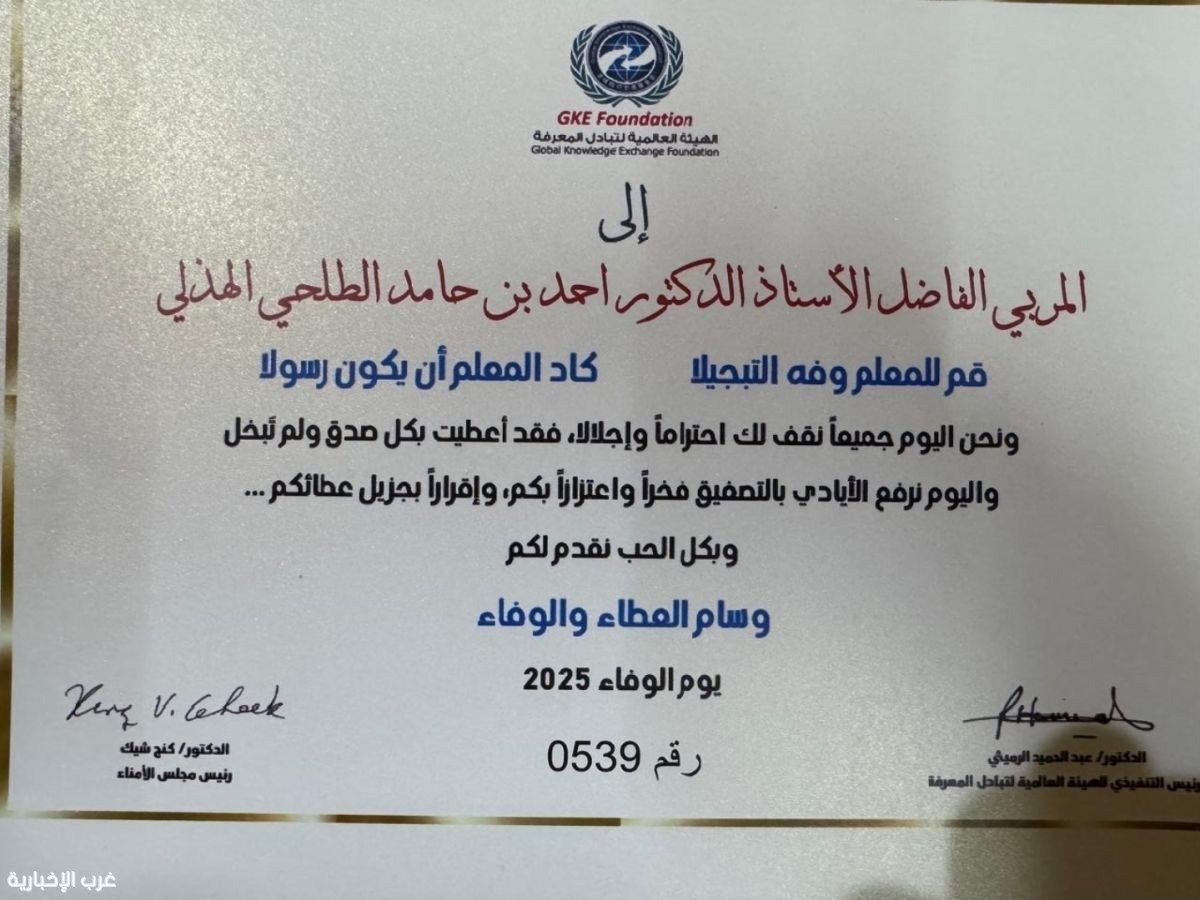 GKE Foundation
الهيئة العالمية لتبادل المعرفة
Global Knowledge Exchange Foundation
إلى
المربي الفاضل الأستاذ الدكتور احمد بن حامد الطلحي الهذلي
قم للمعلم وفه التبجيلا كاد المعلم أن يكون رسولا
ونحن اليوم جميعاً نقف لك احتراماً وإجلالا، فقد أعطيت بكل صدق ولم تَبخل
واليوم نرفع الأيادي بالتصفيق فخراً واعتزازاً بكم، وإقراراً بجزيل عطائكم ...
وبكل الحب نقدم لكم
وسام العطاء والوفاء
يوم الوفاء 2025
رقم 0539
الدكتور/ عبد الحميد الرميثي
رئيس التنفيذي للهيئة العالمية لتبادل المعرفة
King V. Cheek
الدكتور/ كنج شيك
رئيس مجلس الأمناء
غرب الإخبارية